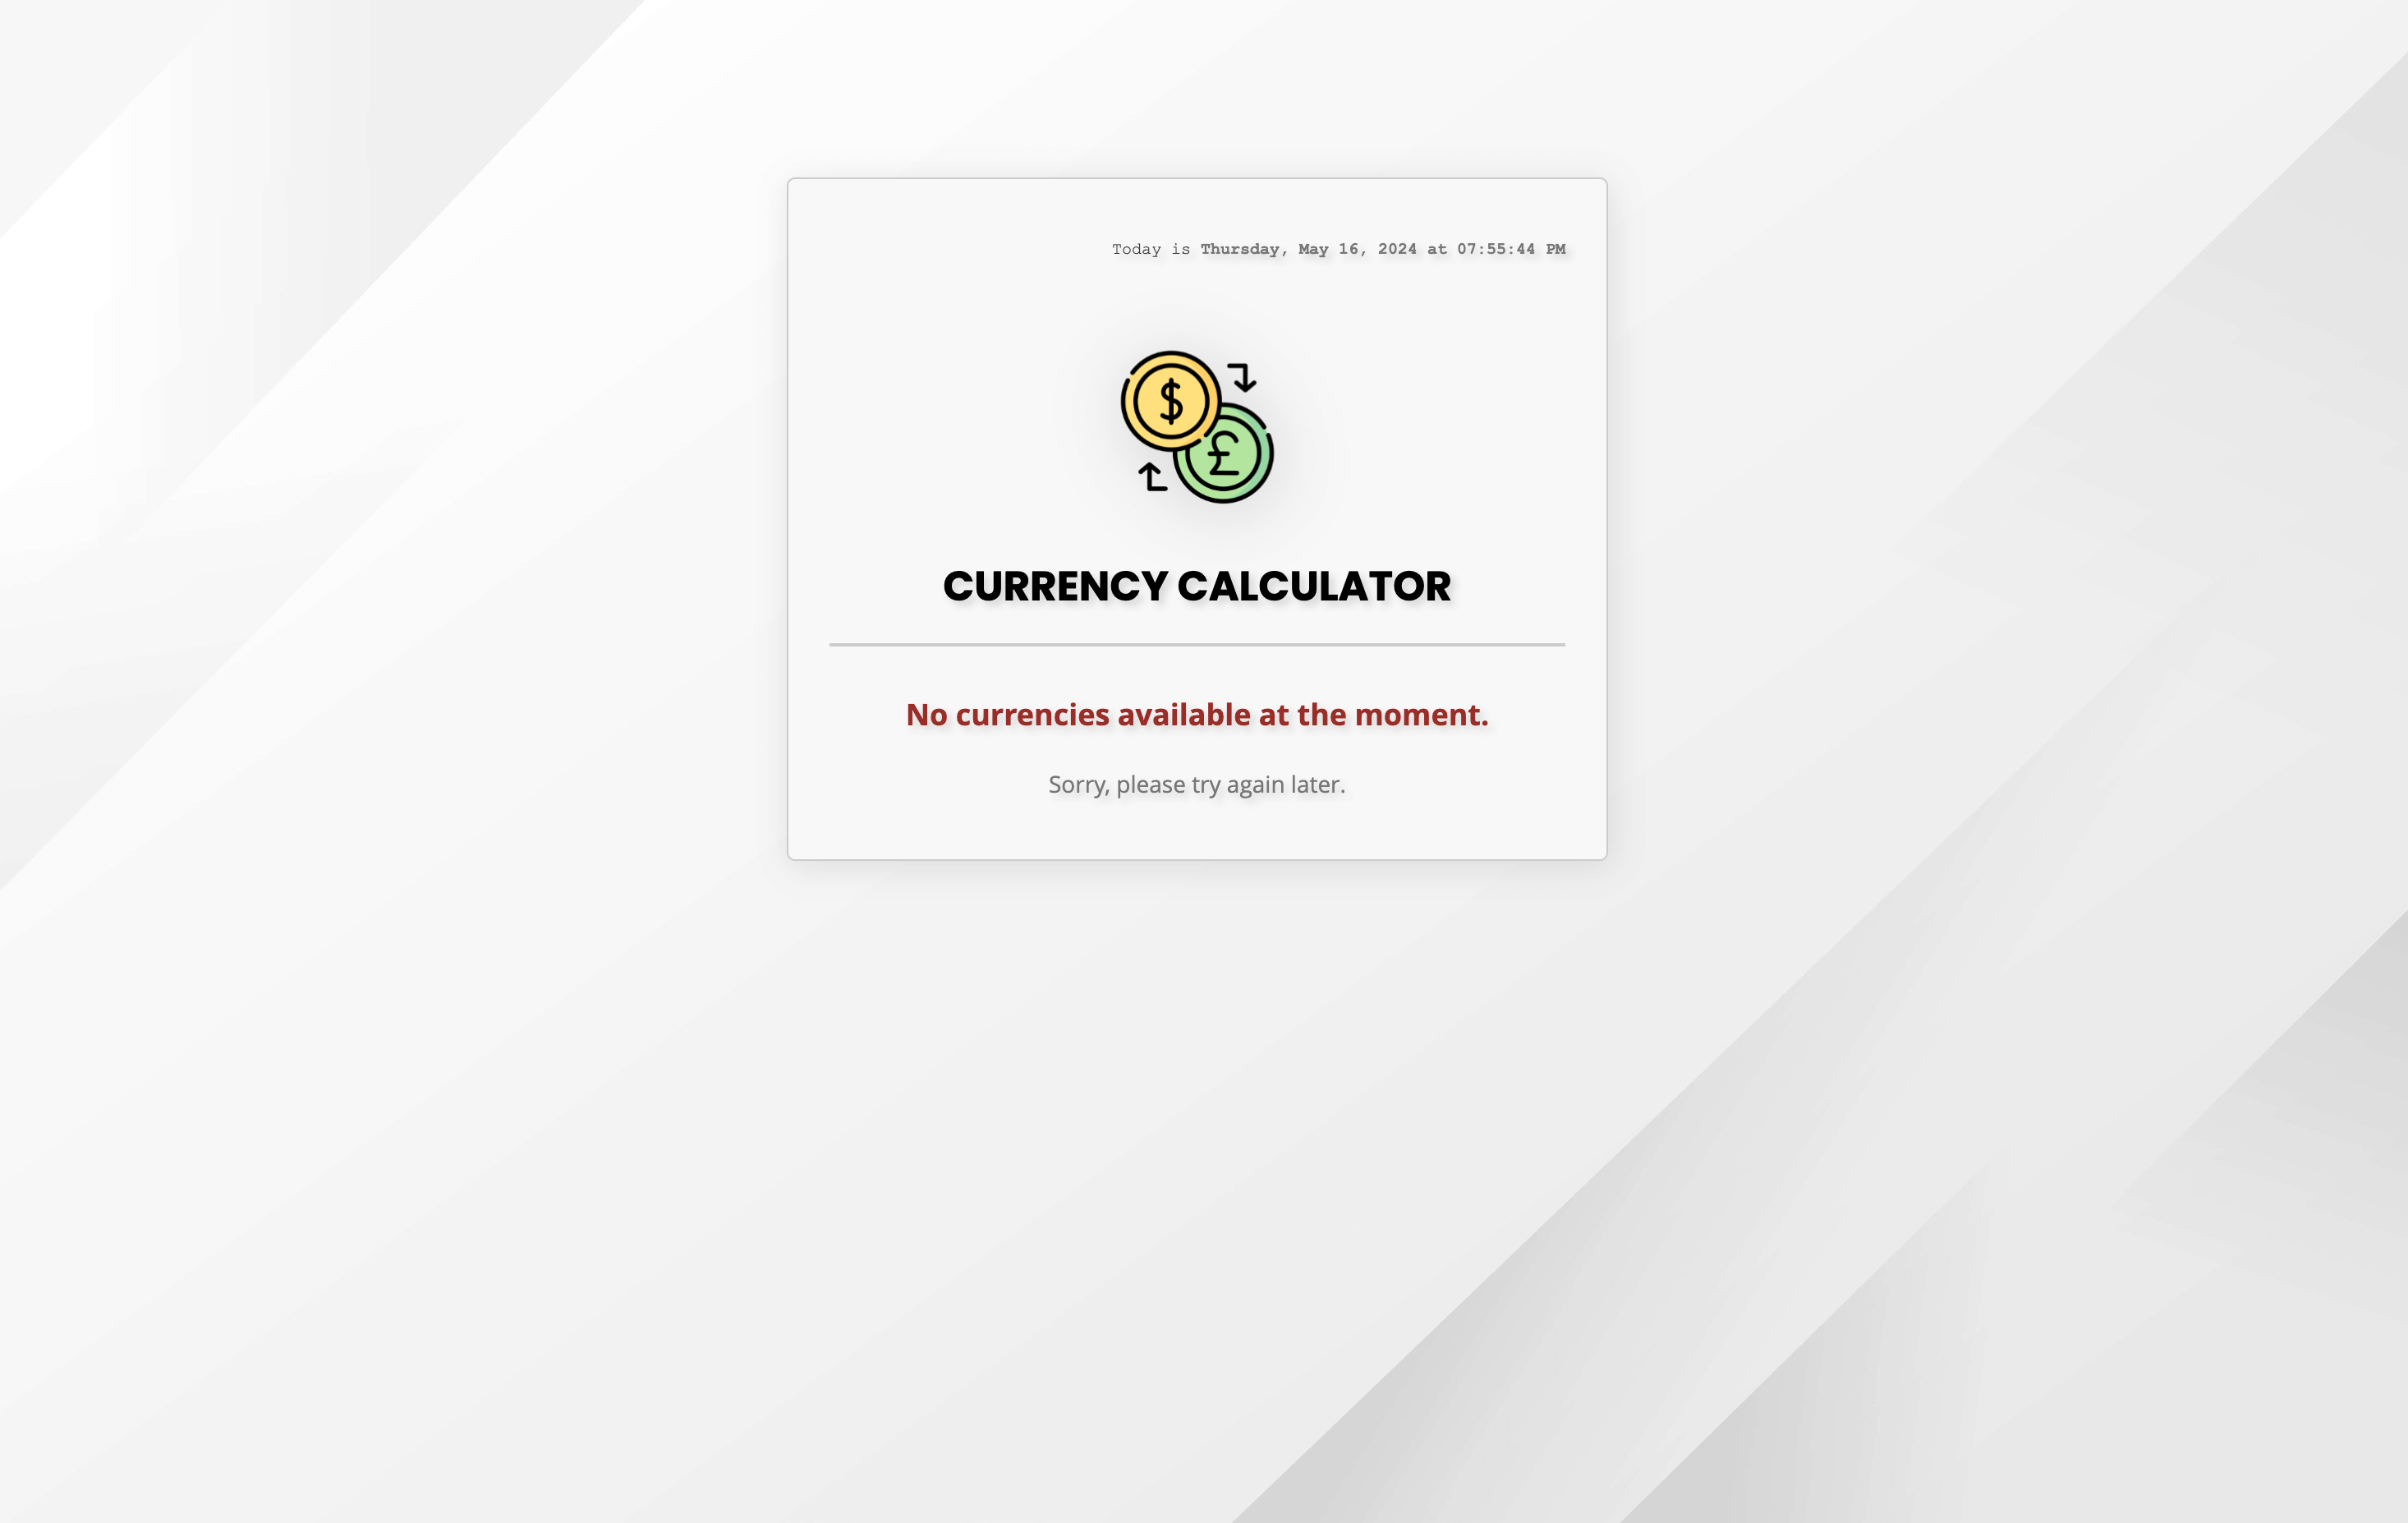 Today is Thursday, May 16, 2024 at 07:55:44 PM
$
£
CURRENCY CALCULATOR
No currencies available at the moment.
Sorry, please try again later.